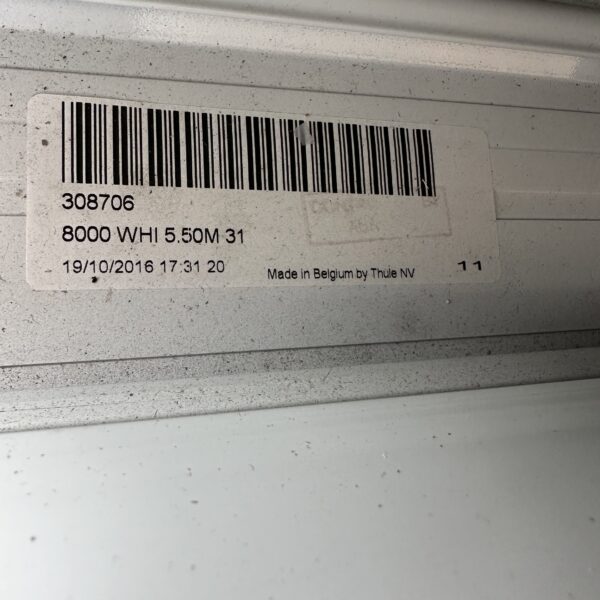 308706
8000 WHI 5.50M 31
19/10/2016 17:31 20
Made in Belgium by Thule NV
11